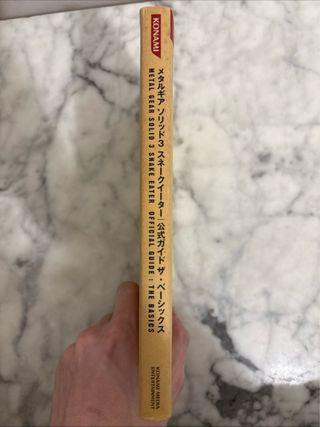 KONAMI
メタルギア ソリッド3 スネークイーター 公式ガイド ザ・ベーシックス
METAL GEAR SOLID 3 SNAKE EATER OFFICIAL GUIDE : THE BASICS
KONAMI MEDIA
ENTERTAINMENT